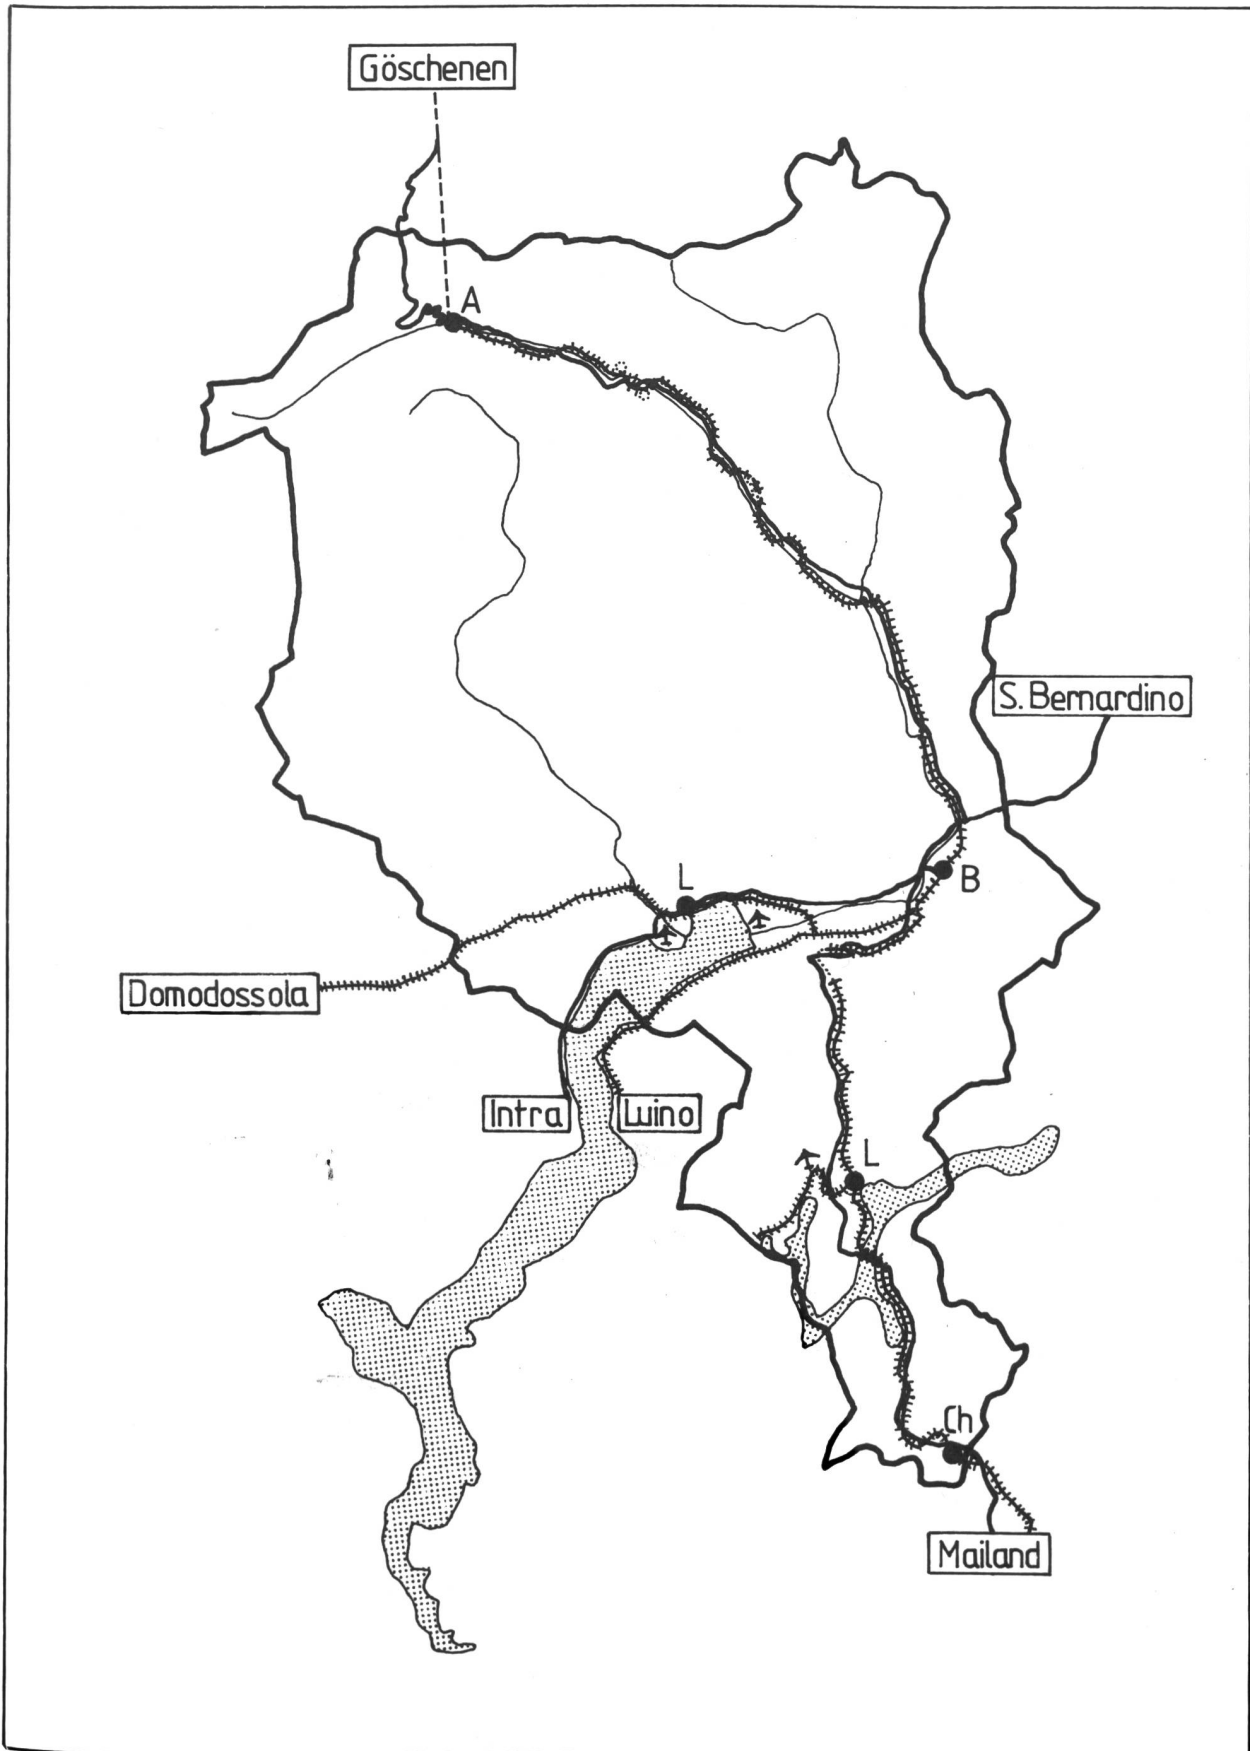 Göschenen
A
S. Bernardino
B
L
Domodossola
Intra
Luino
L
Ch
Mailand